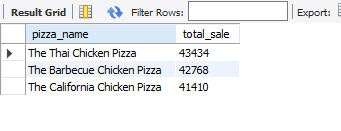 Result Grid Filter Rows: Export:
pizza_name total_sale
The Thai Chicken Pizza 43434
The Barbecue Chicken Pizza 42768
The California Chicken Pizza 41410